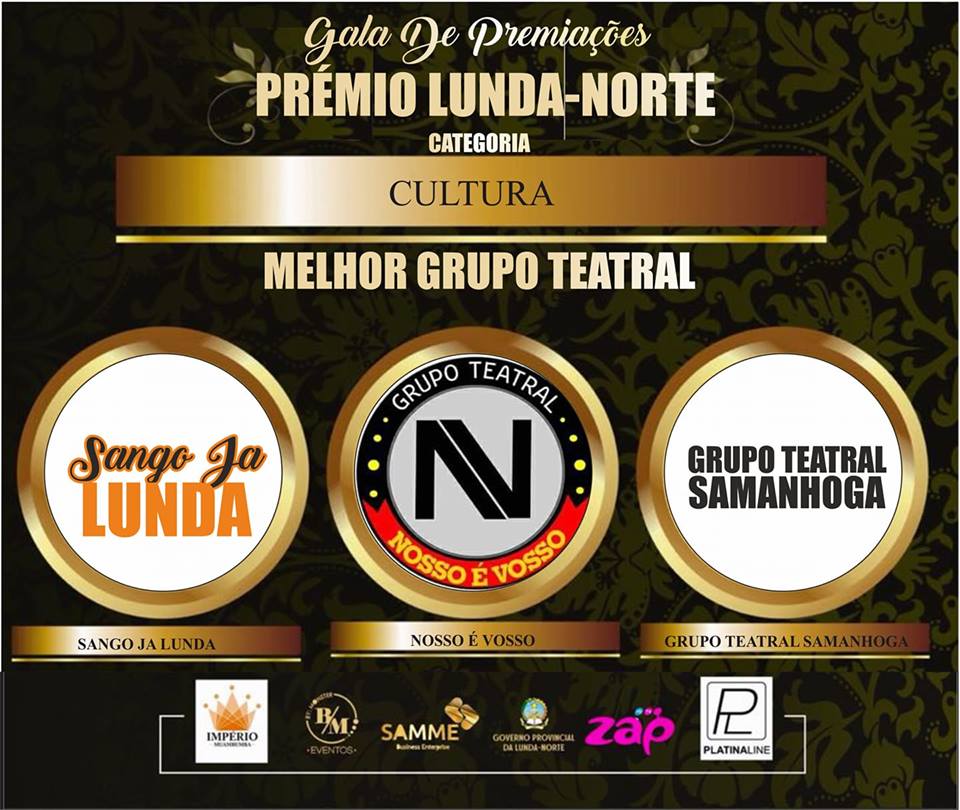 Gala De Premiações
PRÉMIO LUNDA-NORTE
CATEGORIA
CULTURA
MELHOR GRUPO TEATRAL
Sango Ja
LUNDA
GRUPO TEATRAL
NV
NOSSO É VOSSO
GRUPO TEATRAL
SAMANHOGA
SANGO JA LUNDA
NOSSO É VOSSO
GRUPO TEATRAL SAMANHOGA
IMPÉRIO
MUAMBUMBA
B/M
EVENTOS
SAMME
Business Enterprise
GOVERNO PROVINCIAL
DA LUNDA-NORTE
zap
PL
PLATINALINE